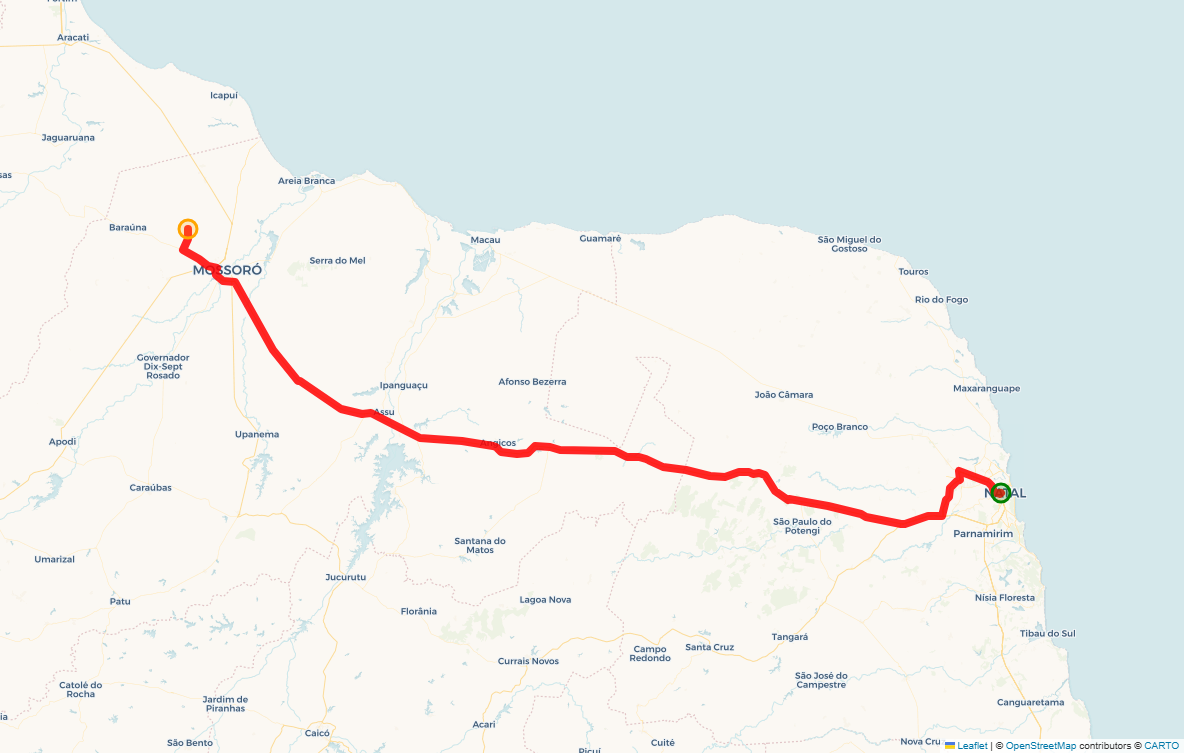 Aracati
Icapuí
Jaguaruana
Areia Branca
Baraúna
Macau
Guamaré
São Miguel do
Gostoso
MOSSORÓ
Serra do Mel
Touros
Rio do Fogo
Governador
Dix-Sept
Rosado
Ipanguaçu
Afonso Bezerra
João Câmara
Maxaranguape
Assu
Poço Branco
Upanema
Apodi
Angicos
Caraúbas
NATAL
São Paulo do
Potengi
Parnamirim
Santana do
Matos
Umarizal
Jucurutu
Patu
Lagoa Nova
Nísia Floresta
Florânia
Tangará
Tibau do Sul
Campo
Redondo
Santa Cruz
Currais Novos
São José do
Campestre
Catolé do
Rocha
Jardim de
Piranhas
Canguaretama
Acari
Caicó
São Bento
Cuité
Nova Cru
Leaflet | © OpenStreetMap contributors © CARTO